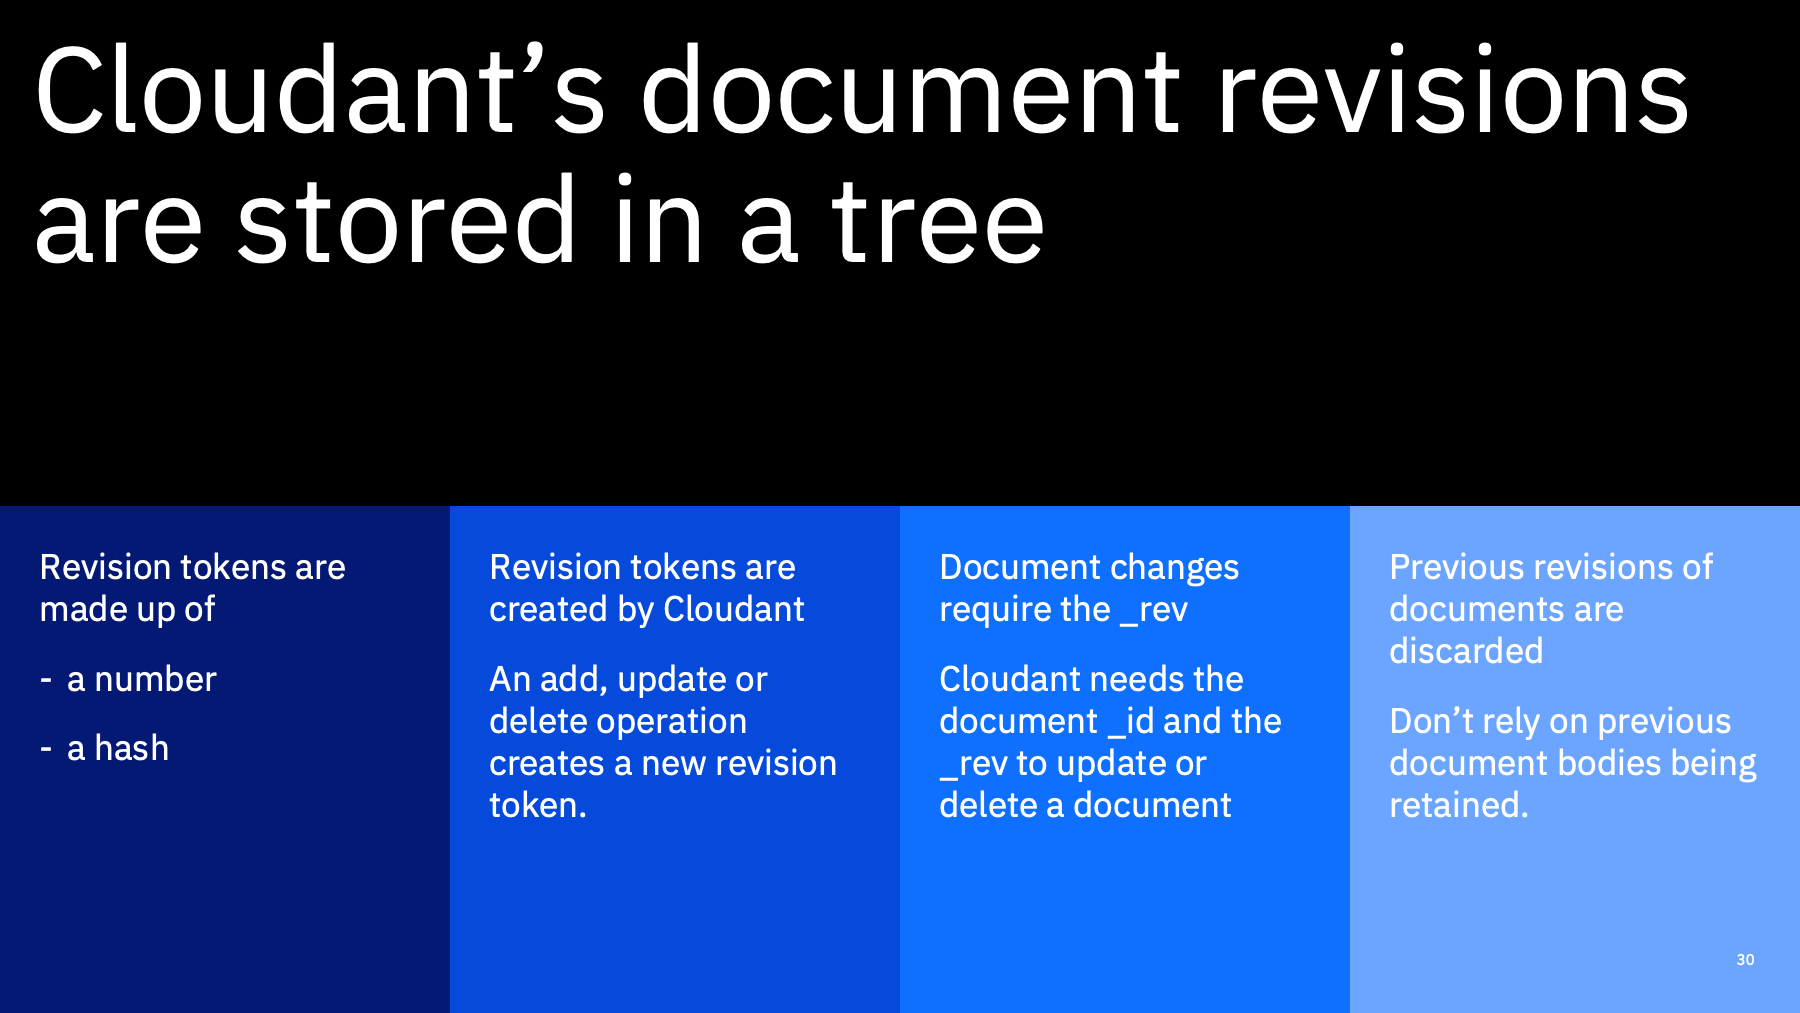 Cloudant’s document revisions
are stored in a tree
Revision tokens are
made up of
- a number
- a hash
Revision tokens are
created by Cloudant
An add, update or
delete operation
creates a new revision
token.
Document changes
require the _rev
Cloudant needs the
document _id and the
_rev to update or
delete a document
Previous revisions of
documents are
discarded
Don’t rely on previous
document bodies being
retained.
30